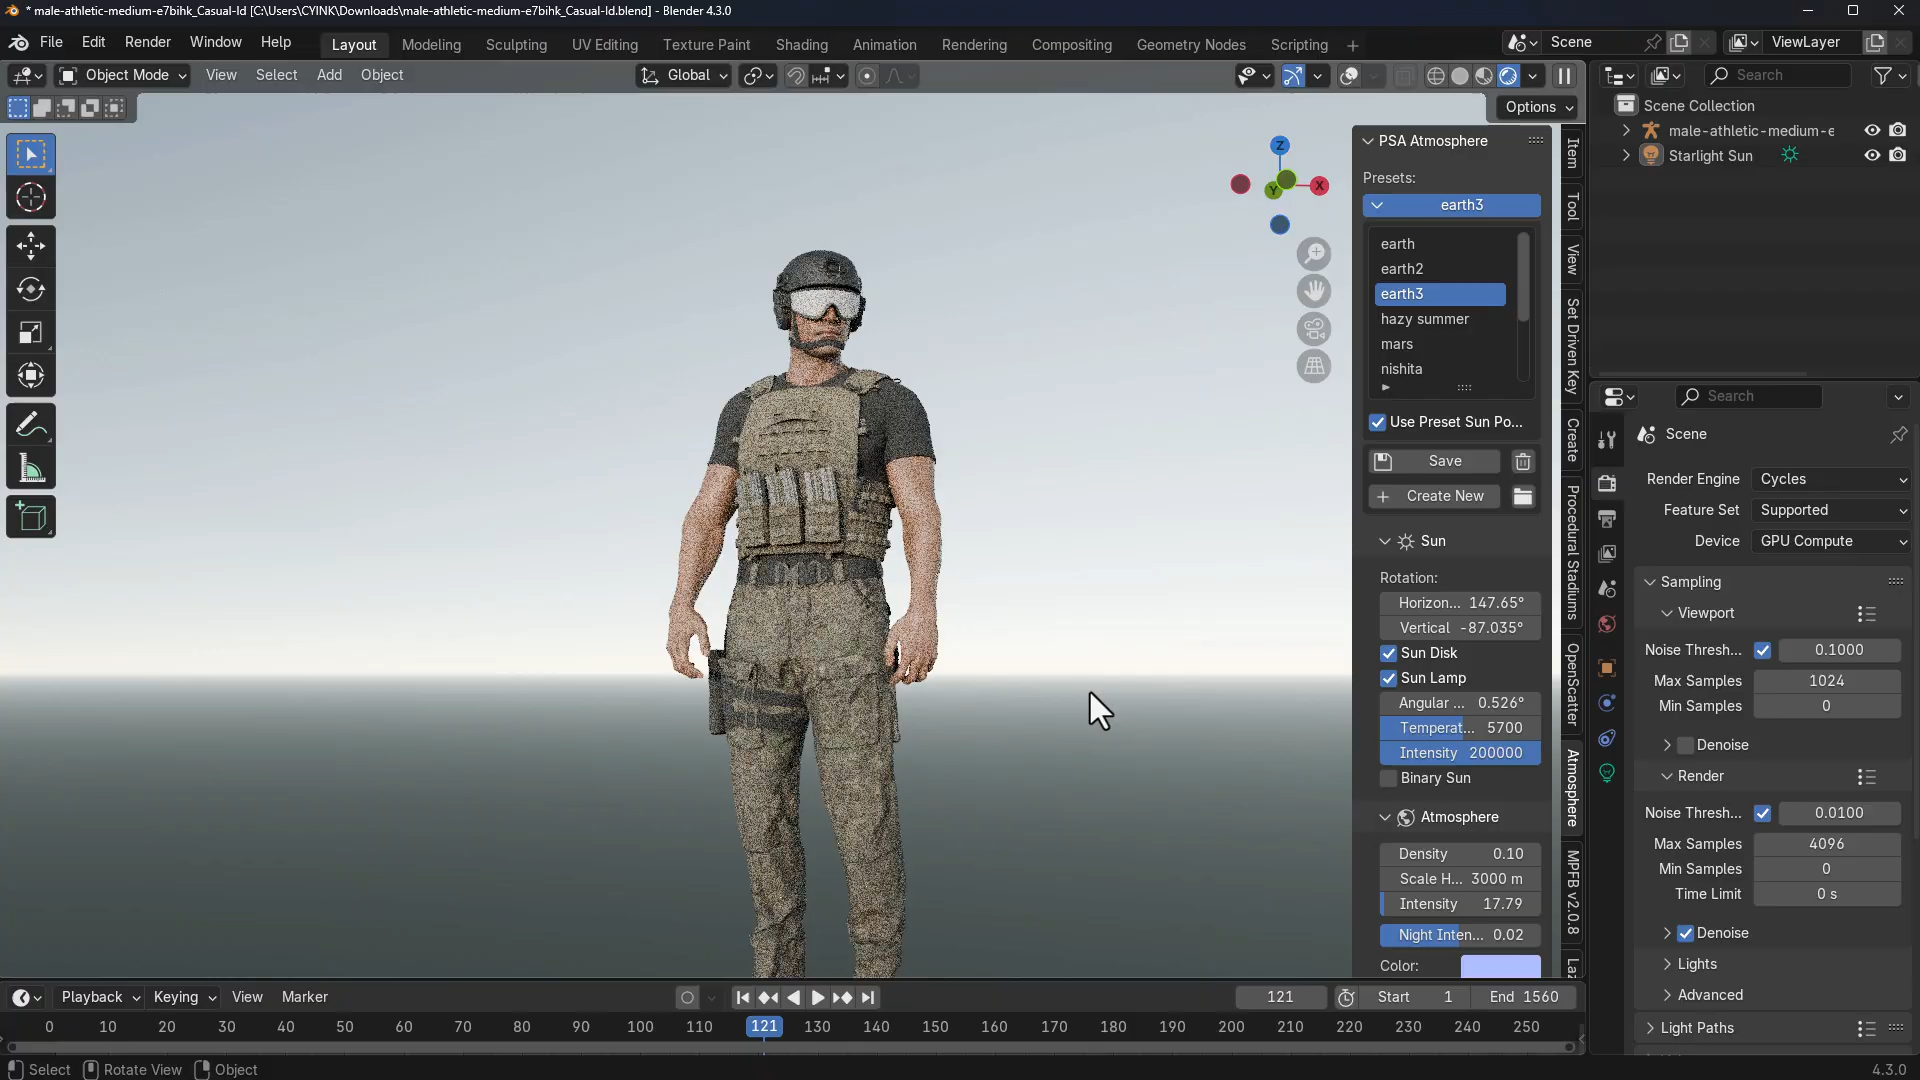 * male-athletic-medium-e7bihk_Casual-ld [C:\Users\CYINK\Downloads\male-athletic-medium-e7bihk_Casual-ld.blend] - Blender 4.3.0
File Edit Render Window Help
Layout Modeling Sculpting UV Editing Texture Paint Shading Animation Rendering Compositing Geometry Nodes Scripting +
Scene ViewLayer
Object Mode View Select Add Object Global
Search
Options
Scene Collection
male-athletic-medium-e
Starlight Sun
Z
X
Y
PSA Atmosphere
Presets:
earth3
earth
earth2
earth3
hazy summer
mars
nishita
Use Preset Sun Po...
Save
Create New
Sun
Rotation:
Horizon... 147.65°
Vertical -87.035°
Sun Disk
Sun Lamp
Angular ... 0.526°
Temperat... 5700
Intensity 200000
Binary Sun
Atmosphere
Density 0.10
Scale H... 3000 m
Intensity 17.79
Night Inten... 0.02
Color:
Item
Tool
View
Set Driven Key
Create
Procedural Stadiums
OpenScatter
Atmosphere
MPFB v2.0.8
Laz
Search
Scene
Render Engine Cycles
Feature Set Supported
Device GPU Compute
Sampling
Viewport
Noise Thresh... 0.1000
Max Samples 1024
Min Samples 0
Denoise
Render
Noise Thresh... 0.0100
Max Samples 4096
Min Samples 0
Time Limit 0 s
Denoise
Lights
Advanced
Light Paths
Playback Keying View Marker
121 Start 1 End 1560
0 10 20 30 40 50 60 70 80 90 100 110 121 130 140 150 160 170 180 190 200 210 220 230 240 250
Select Rotate View Object
4.3.0